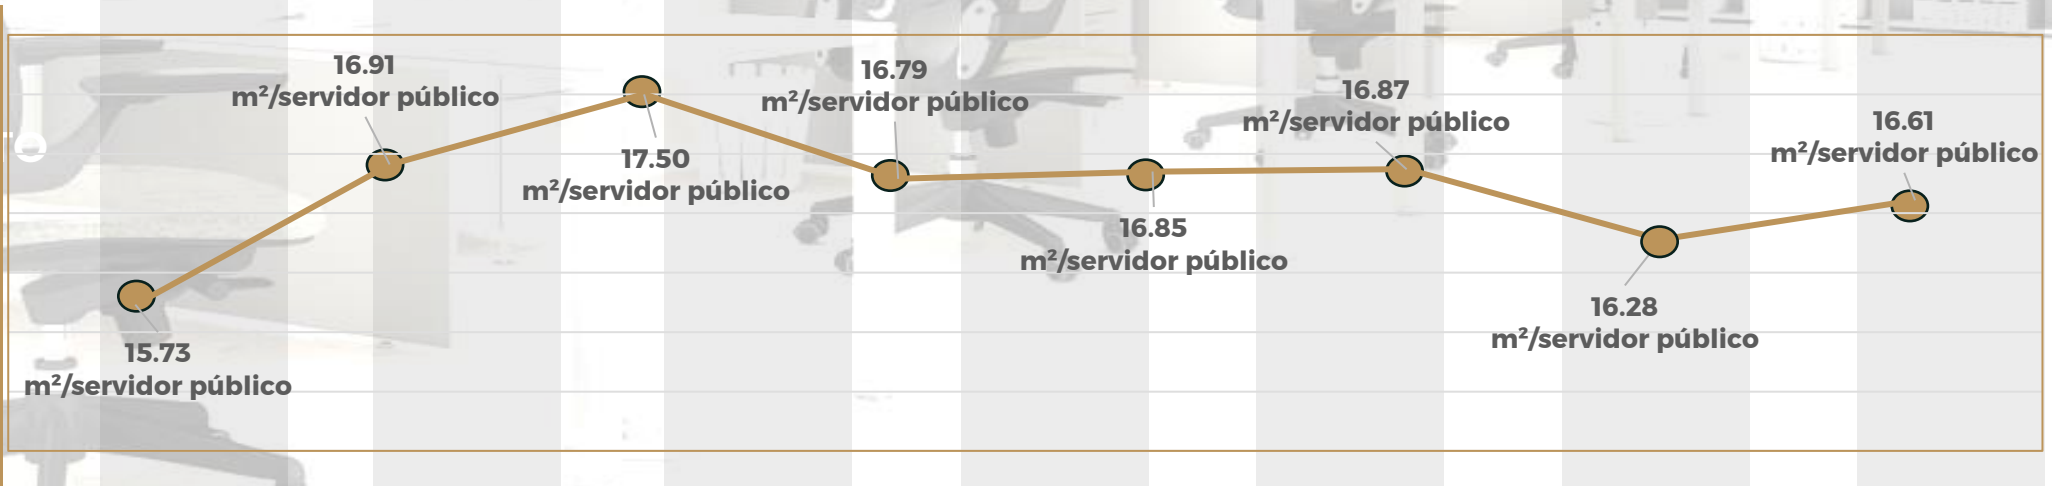 16.91
m²/servidor público
16.79
m²/servidor público
16.87
m²/servidor público
16.61
m²/servidor público
17.50
m²/servidor público
16.85
m²/servidor público
16.28
m²/servidor público
15.73
m²/servidor público